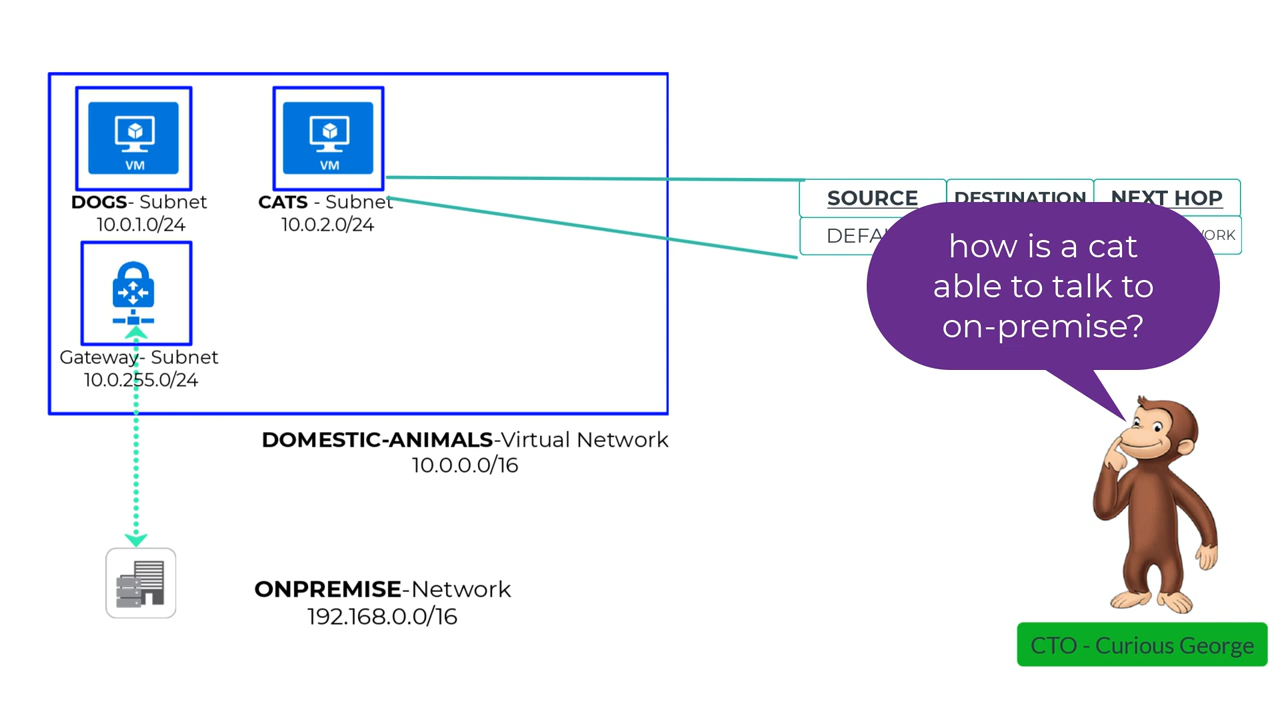 VM
VM
DOGS- Subnet
10.0.1.0/24
CATS - Subnet
10.0.2.0/24
Gateway- Subnet
10.0.255.0/24
DOMESTIC-ANIMALS-Virtual Network
10.0.0.0/16
ONPREMISE-Network
192.168.0.0/16
SOURCE DESTINATION NEXT HOP
how is a cat
able to talk to
on-premise?
CTO - Curious George